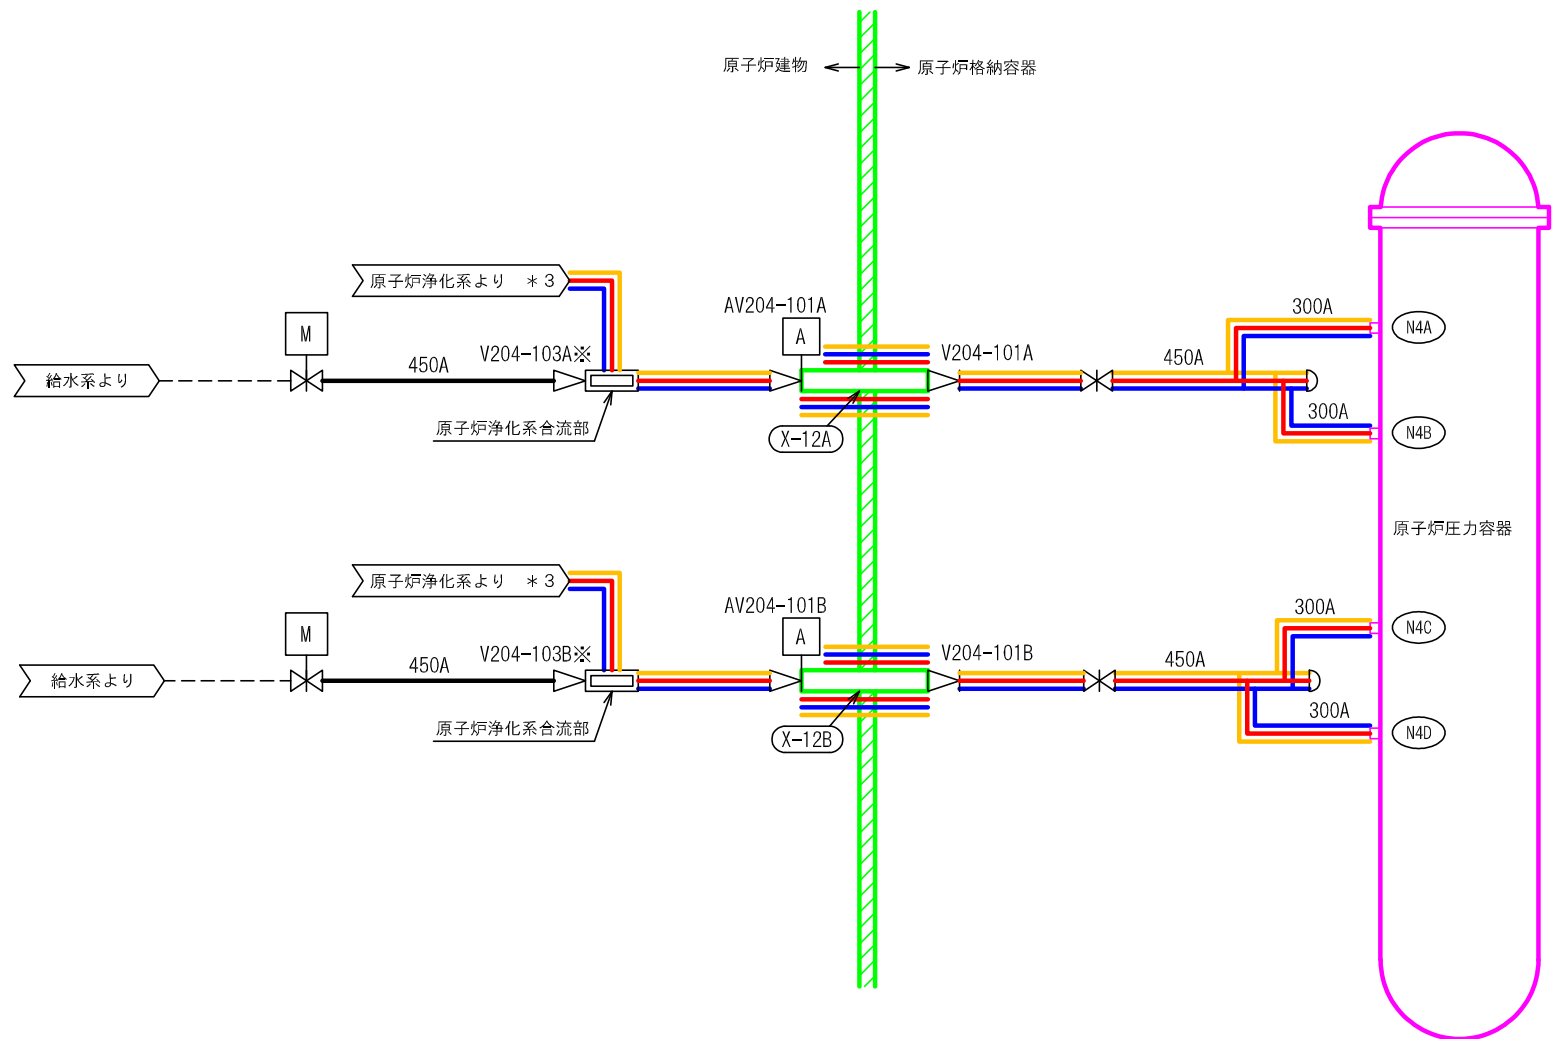 原子炉建物
原子炉格納容器
原子炉浄化系より *3
AV204-101A
300A
M
A
N4A
V204-103A※
V204-101A
450A
450A
給水系より
300A
原子炉浄化系合流部
X-12A
N4B
原子炉圧力容器
原子炉浄化系より *3
AV204-101B
300A
M
A
N4C
V204-103B※
V204-101B
450A
450A
給水系より
300A
原子炉浄化系合流部
X-12B
N4D